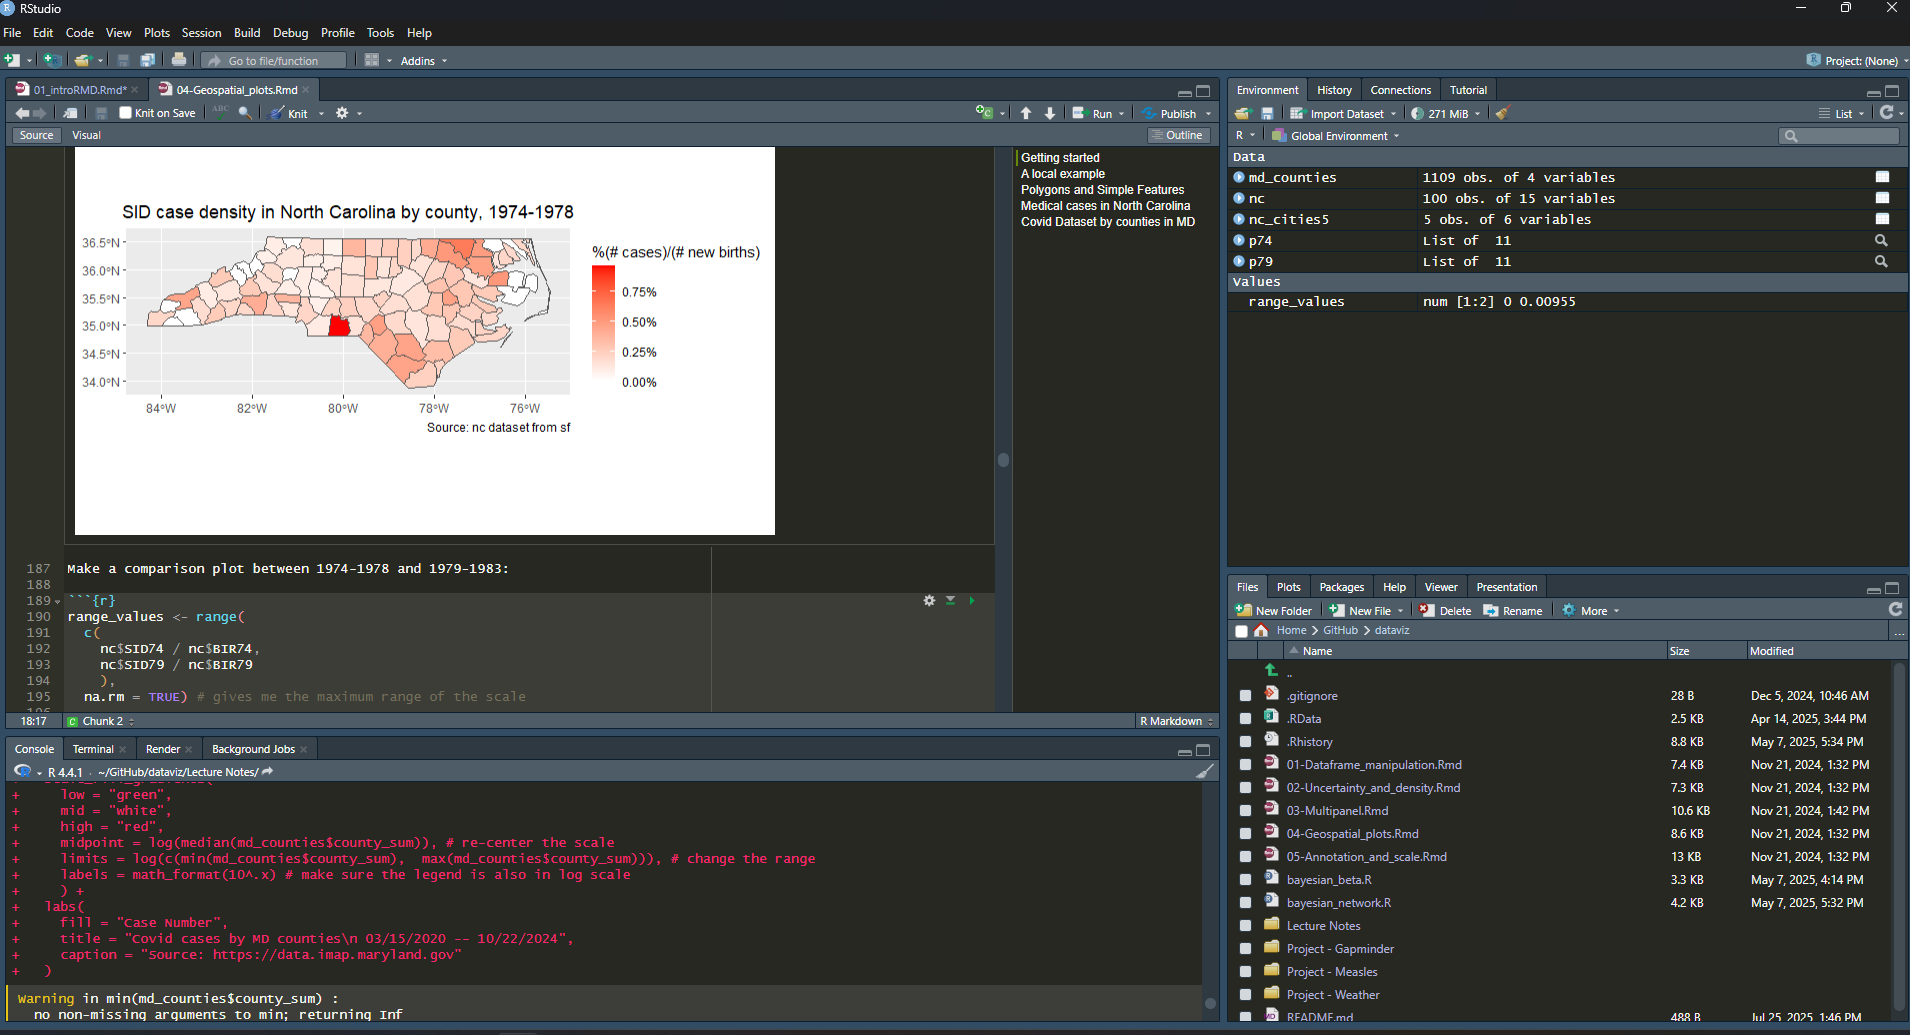 RStudio
File Edit Code View Plots Session Build Debug Profile Tools Help
Go to file/function Addins Project: (None)
01_introRMD.Rmd* 04-Geospatial_plots.Rmd
Knit on Save ABC Knit Run Publish
Source Visual Outline
SID case density in North Carolina by county, 1974-1978
%(# cases)/(# new births)
36.5°N
36.0°N
35.5°N
35.0°N
34.5°N
34.0°N
0.75%
0.50%
0.25%
0.00%
84°W 82°W 80°W 78°W 76°W
Source: nc dataset from sf
Getting started
A local example
Polygons and Simple Features
Medical cases in North Carolina
Covid Dataset by counties in MD
187 Make a comparison plot between 1974-1978 and 1979-1983:
188
189 ```{r}
190 range_values <- range(
191 c(
192 nc$SID74 / nc$BIR74,
193 nc$SID79 / nc$BIR79
194 ),
195 na.rm = TRUE) # gives me the maximum range of the scale
196
18:17 C Chunk 2 R Markdown
Console Terminal Render Background Jobs
R 4.4.1 · ~/GitHub/dataviz/Lecture Notes/
+ low = "green",
+ mid = "white",
+ high = "red",
+ midpoint = log(median(md_counties$county_sum)), # re-center the scale
+ limits = log(c(min(md_counties$county_sum), max(md_counties$county_sum))), # change the range
+ labels = math_format(10^.x) # make sure the legend is also in log scale
+ ) +
+ labs(
+ fill = "Case Number",
+ title = "Covid cases by MD counties\n 03/15/2020 -- 10/22/2024",
+ caption = "Source: https://data.imap.maryland.gov"
+ )
Warning in min(md_counties$county_sum) :
no non-missing arguments to min; returning Inf
Environment History Connections Tutorial
Import Dataset 271 MiB List
R Global Environment
Data
md_counties 1109 obs. of 4 variables
nc 100 obs. of 15 variables
nc_cities5 5 obs. of 6 variables
p74 List of 11
p79 List of 11
Values
range_values num [1:2] 0 0.00955
Files Plots Packages Help Viewer Presentation
New Folder New File Delete Rename More
Home GitHub dataviz ...
Name Size Modified
..
.gitignore 28 B Dec 5, 2024, 10:46 AM
.RData 2.5 KB Apr 14, 2025, 3:44 PM
.Rhistory 8.8 KB May 7, 2025, 5:34 PM
01-Dataframe_manipulation.Rmd 7.4 KB Nov 21, 2024, 1:32 PM
02-Uncertainty_and_density.Rmd 7.3 KB Nov 21, 2024, 1:32 PM
03-Multipanel.Rmd 10.6 KB Nov 21, 2024, 1:42 PM
04-Geospatial_plots.Rmd 8.6 KB Nov 21, 2024, 1:32 PM
05-Annotation_and_scale.Rmd 13 KB Nov 21, 2024, 1:32 PM
bayesian_beta.R 3.3 KB May 7, 2025, 4:14 PM
bayesian_network.R 4.2 KB May 7, 2025, 5:32 PM
Lecture Notes
Project - Gapminder
Project - Measles
Project - Weather
README.md 488 B Jul 25, 2025, 1:46 PM